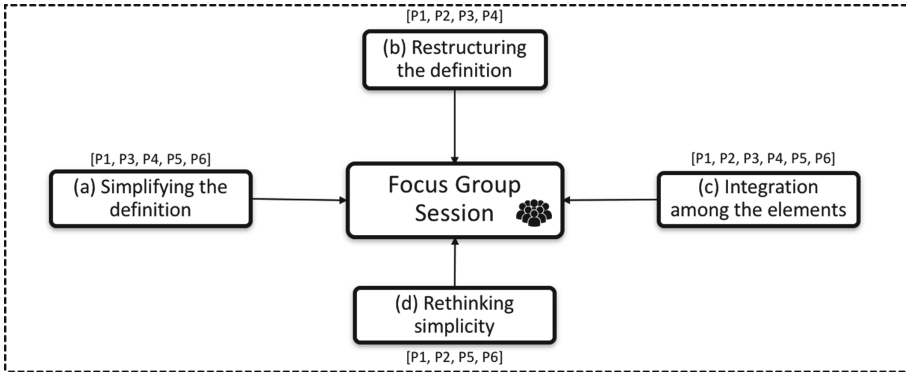 [P1, P2, P3, P4]
(b) Restructuring
the definition
[P1, P3, P4, P5, P6]
(a) Simplifying the
definition
Focus Group
Session
[P1, P2, P3, P4, P5, P6]
(c) Integration
among the elements
(d) Rethinking
simplicity
[P1, P2, P5, P6]